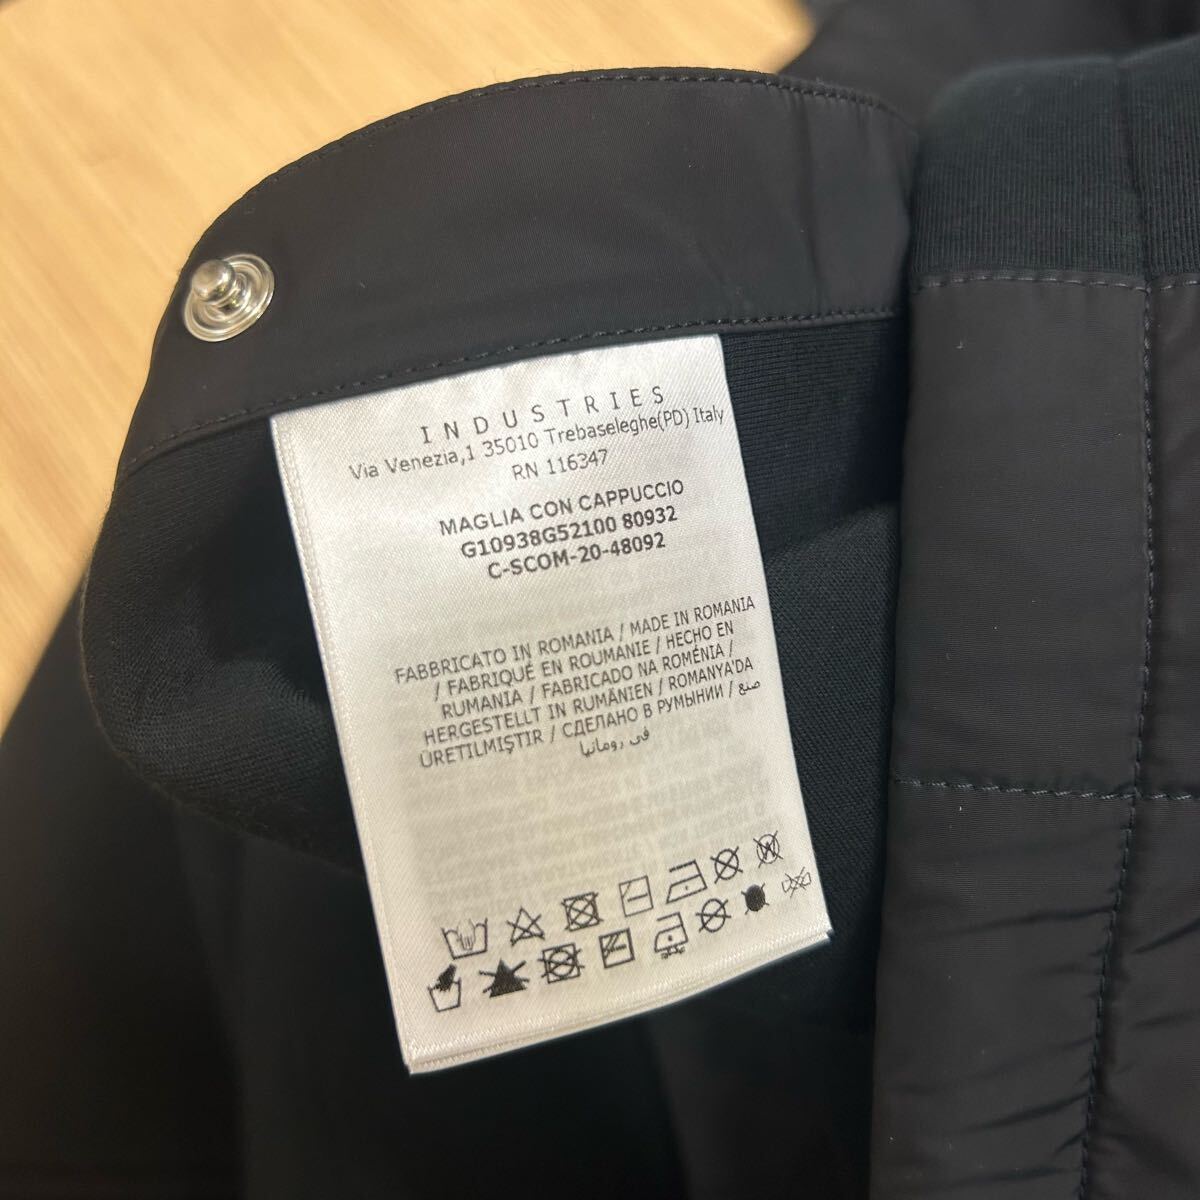 INDUSTRIES
Via Venezia,1 35010 Trebaseleghe(PD) Italy
RN 116347
MAGLIA CON CAPPUCCIO
G10938G52100 80932
C-SCOM-20-48092
FABBRICATO IN ROMANIA / MADE IN ROMANIA
/ FABRIQUÉ EN ROUMANIE / HECHO EN
RUMANIA / FABRICADO NA ROMÉNIA /
HERGESTELLT IN RUMÄNIEN / ROMANYA'DA
ÜRETILMIŞTIR / СДЕЛАНО В РУМЫНИИ / صنع
في رومانيا